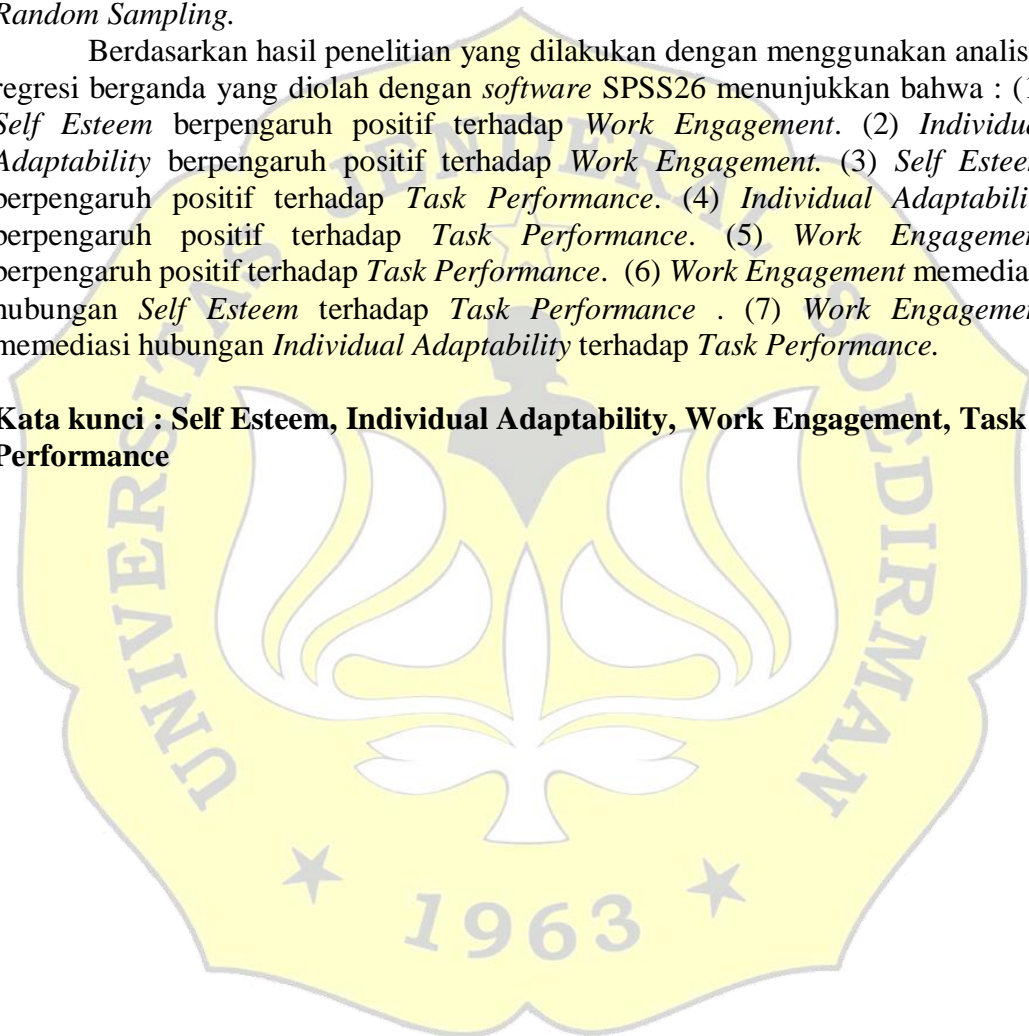 Random Sampling.
Berdasarkan hasil penelitian yang dilakukan dengan menggunakan analis
regresi berganda yang diolah dengan software SPSS26 menunjukkan bahwa : (1
Self Esteem berpengaruh positif terhadap Work Engagement. (2) Individu
Adaptability berpengaruh positif terhadap Work Engagement. (3) Self Estee
berpengaruh positif terhadap Task Performance. (4) Individual Adaptabili
berpengaruh positif terhadap Task Performance. (5) Work Engagemen
berpengaruh positif terhadap Task Performance. (6) Work Engagement memedia
hubungan Self Esteem terhadap Task Performance . (7) Work Engagemen
memediasi hubungan Individual Adaptability terhadap Task Performance.
Kata kunci : Self Esteem, Individual Adaptability, Work Engagement, Task
Performance
UNIVERSITAS JENDERAL SOEDIRMAN
1963